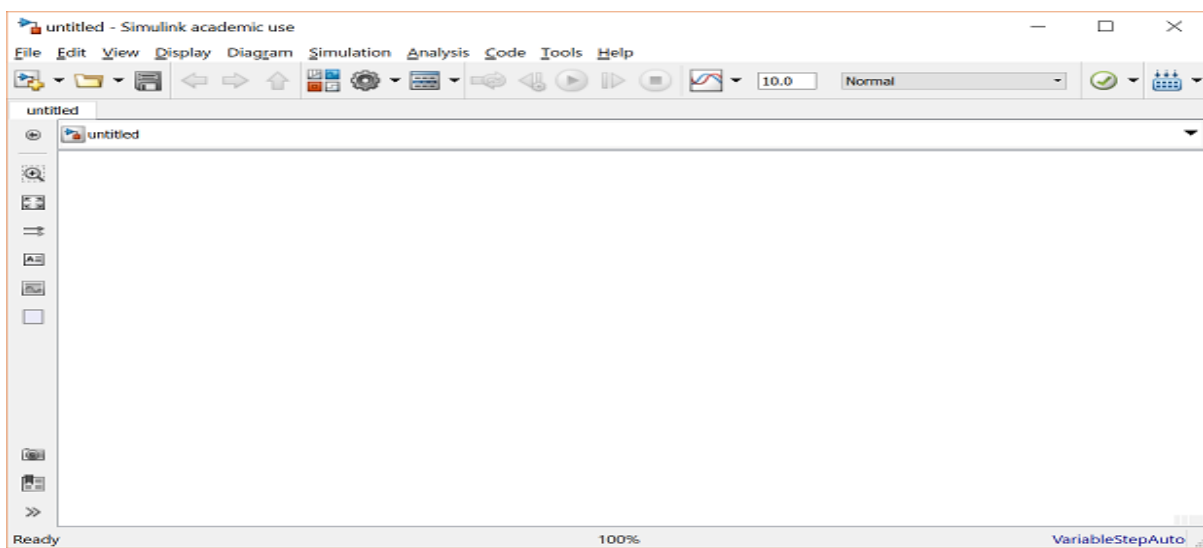 untitled - Simulink academic use
File Edit View Display Diagram Simulation Analysis Code Tools Help
10.0 Normal
untitled
untitled
Ready 100% VariableStepAuto